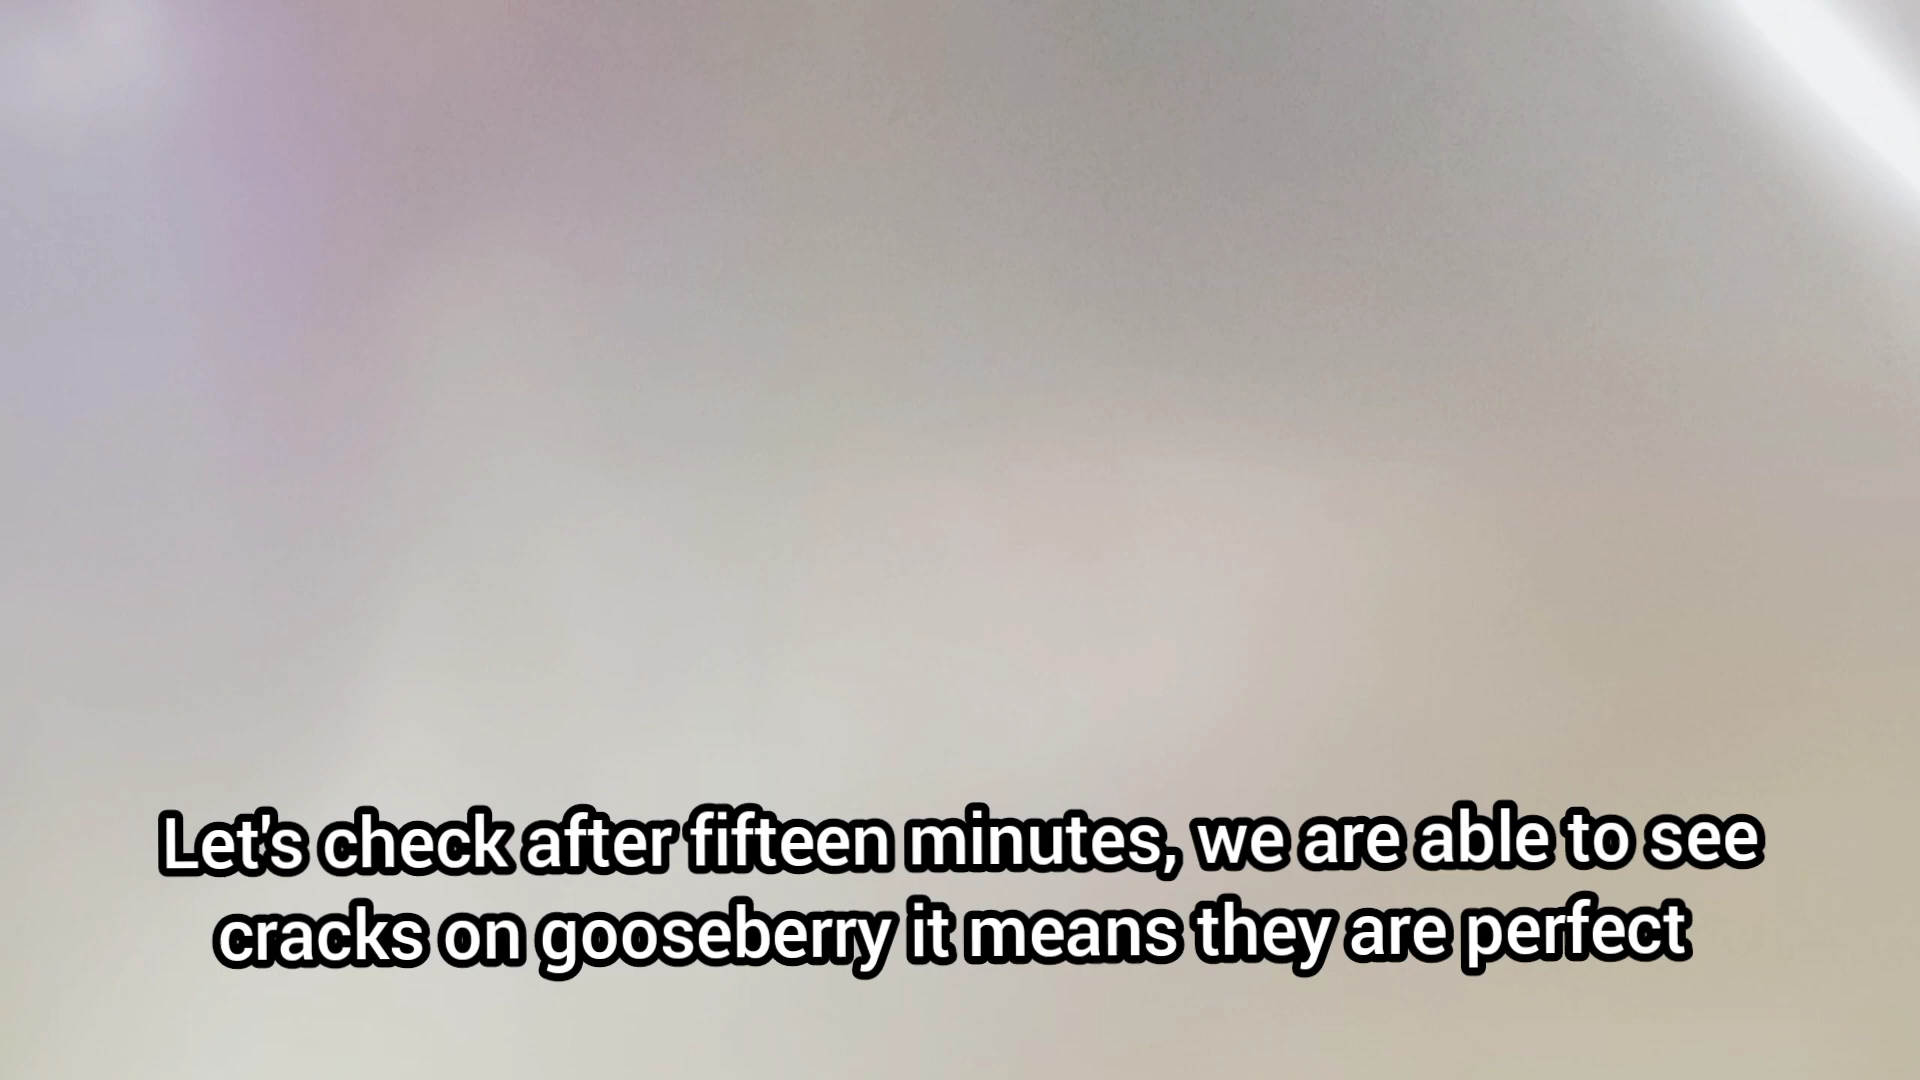 Let's check after fifteen minutes, we are able to see
cracks on gooseberry it means they are perfect